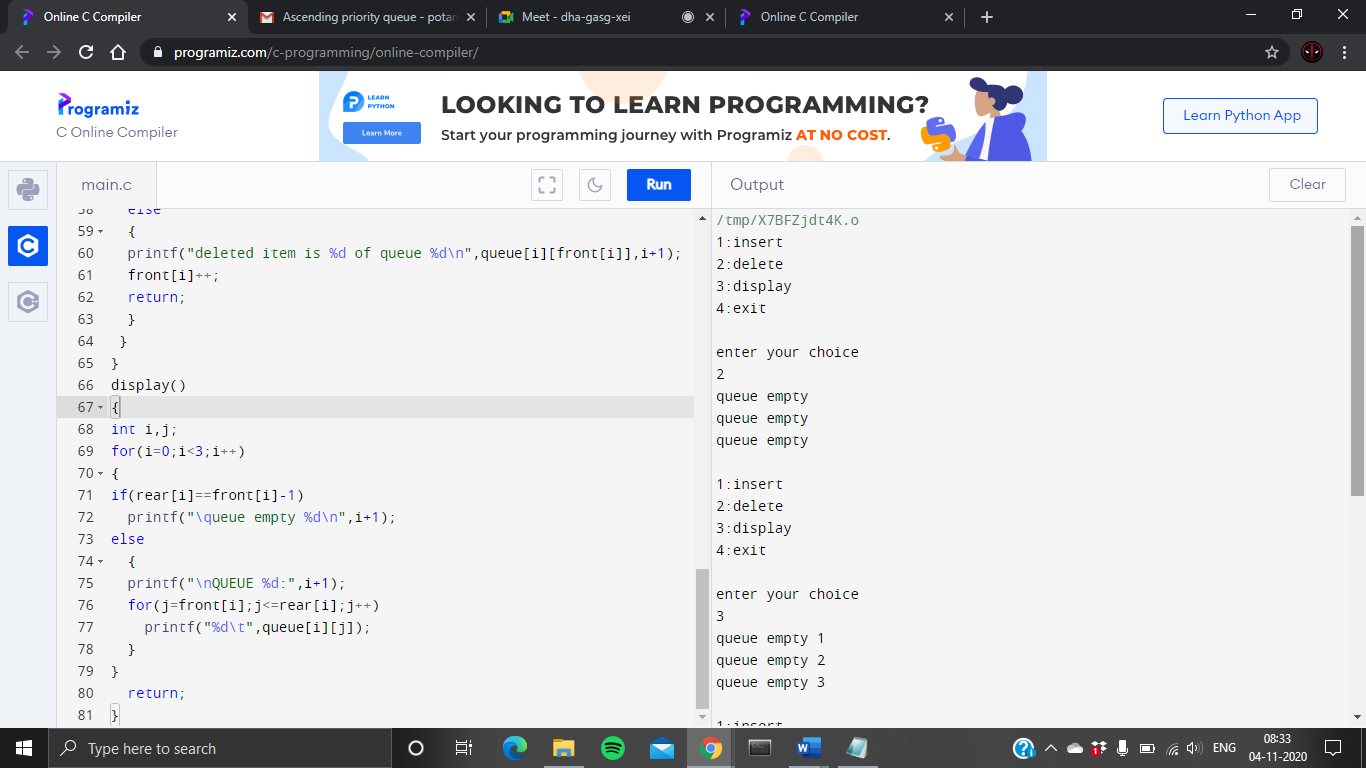 Online C Compiler
Ascending priority queue - potan
Meet - dha-gasg-xei
Online C Compiler
programiz.com/c-programming/online-compiler/
Programiz
C Online Compiler
LEARN
PYTHON
Learn More
LOOKING TO LEARN PROGRAMMING?
Start your programming journey with Programiz AT NO COST.
Learn Python App
main.c
Run
Output
Clear
58 else
59 {
60 printf("deleted item is %d of queue %d\n",queue[i][front[i]],i+1);
61 front[i]++;
62 return;
63 }
64 }
65 }
66 display()
67 {
68 int i,j;
69 for(i=0;i<3;i++)
70 {
71 if(rear[i]==front[i]-1)
72 printf("\queue empty %d\n",i+1);
73 else
74 {
75 printf("\nQUEUE %d:",i+1);
76 for(j=front[i];j<=rear[i];j++)
77 printf("%d\t",queue[i][j]);
78 }
79 }
80 return;
81 }
/tmp/X7BFZjdt4K.o
1:insert
2:delete
3:display
4:exit
enter your choice
2
queue empty
queue empty
queue empty
1:insert
2:delete
3:display
4:exit
enter your choice
3
queue empty 1
queue empty 2
queue empty 3
1:insert
Type here to search
ENG
08:33
04-11-2020